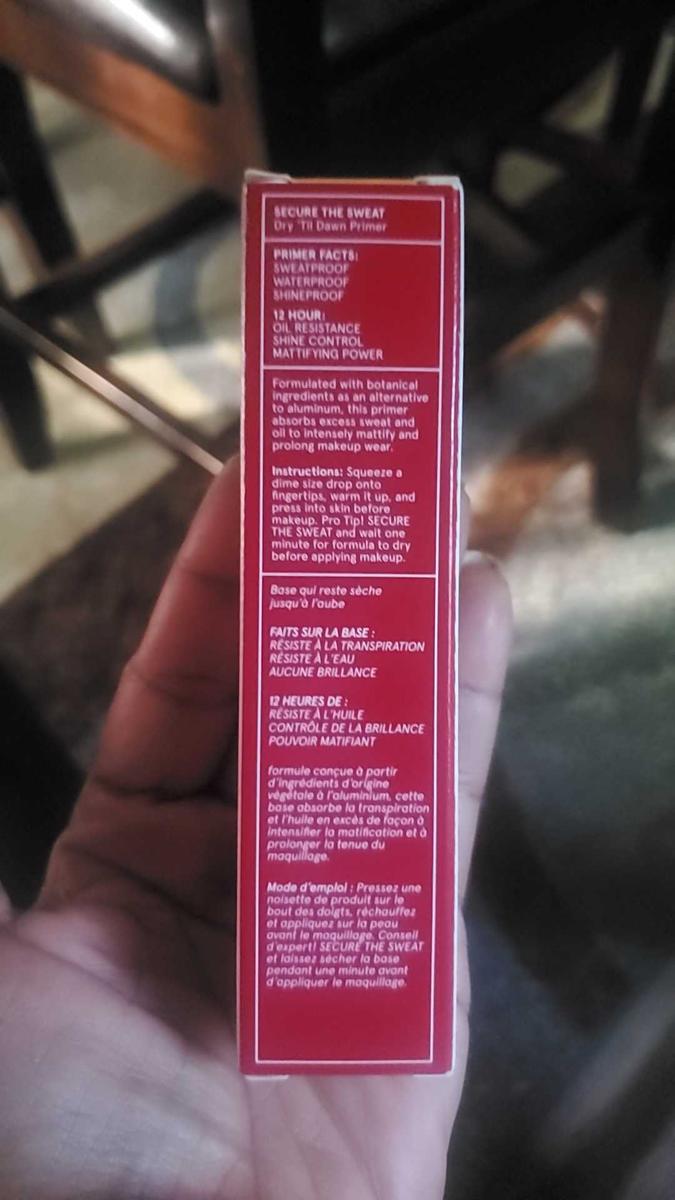 SECURE THE SWEAT
Dry 'Til Dawn Primer
PRIMER FACTS:
SWEATPROOF
WATERPROOF
SHINEPROOF
12 HOUR:
OIL RESISTANCE
SHINE CONTROL
MATTIFYING POWER
Formulated with botanical
ingredients as an alternative
to aluminum, this primer
absorbs excess sweat and
oil to intensely mattify and
prolong makeup wear.
Instructions: Squeeze a
dime size drop onto
fingertips, warm it up, and
press into skin before
makeup. Pro Tip! SECURE
THE SWEAT and wait one
minute for formula to dry
before applying makeup.
Base qui reste sèche
jusqu'à l'aube
FAITS SUR LA BASE :
RÉSISTE À LA TRANSPIRATION
RÉSISTE À L'EAU
AUCUNE BRILLANCE
12 HEURES DE :
RÉSISTE À L'HUILE
CONTRÔLE DE LA BRILLANCE
POUVOIR MATIFIANT
formule conçue à partir
d'ingrédients d'origine
végétale à l'aluminium, cette
base absorbe la transpiration
et l'huile en excès de façon à
intensifier la matification et à
prolonger la tenue du
maquillage.
Mode d'emploi : Pressez une
noisette de produit sur le
bout des doigts, réchauffez
et appliquez sur la peau
avant le maquillage. Conseil
d'expert! SECURE THE SWEAT
et laissez sécher la base
pendant une minute avant
d'appliquer le maquillage.